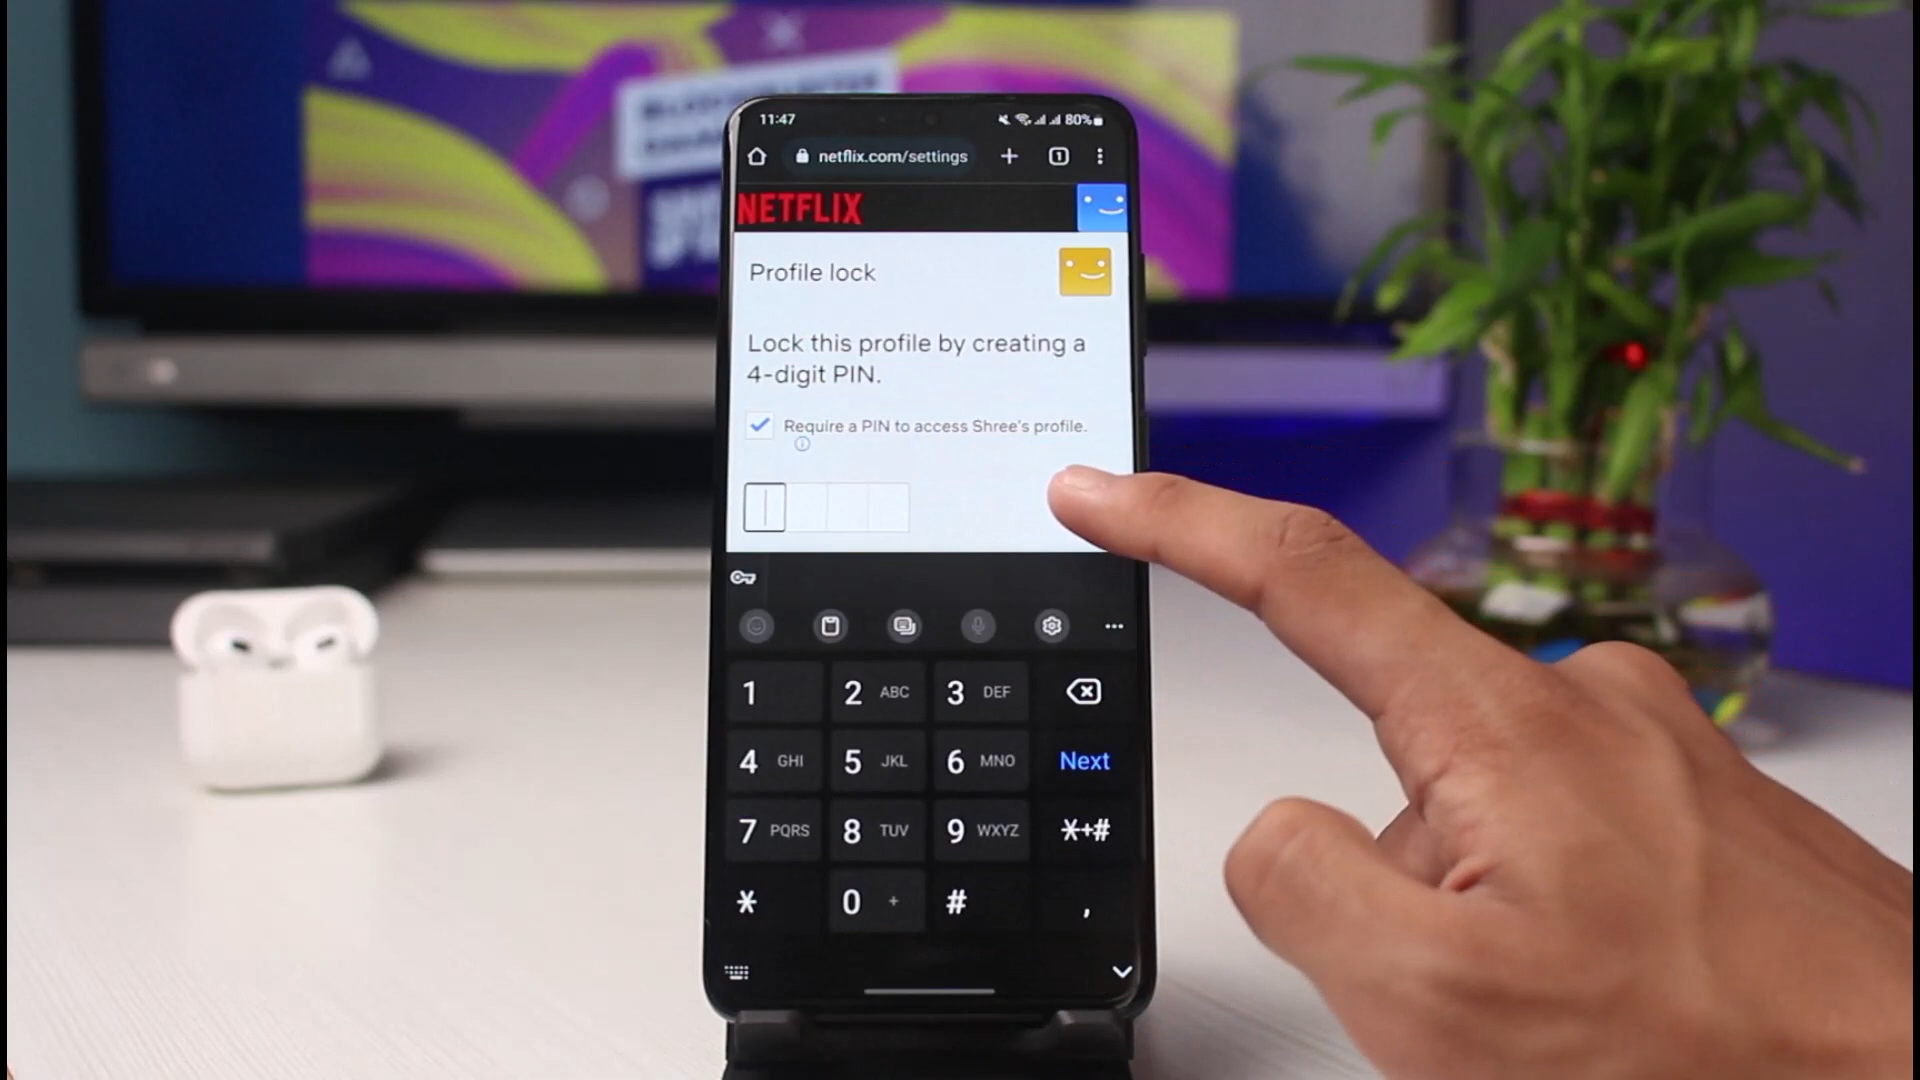 11:47
80%
netflix.com/settings
1
NETFLIX
Profile lock
Lock this profile by creating a
4-digit PIN.
Require a PIN to access Shree's profile.
1
2 ABC
3 DEF
4 GHI
5 JKL
6 MNO
Next
7 PQRS
8 TUV
9 WXYZ
*+#
*
0 +
#
,